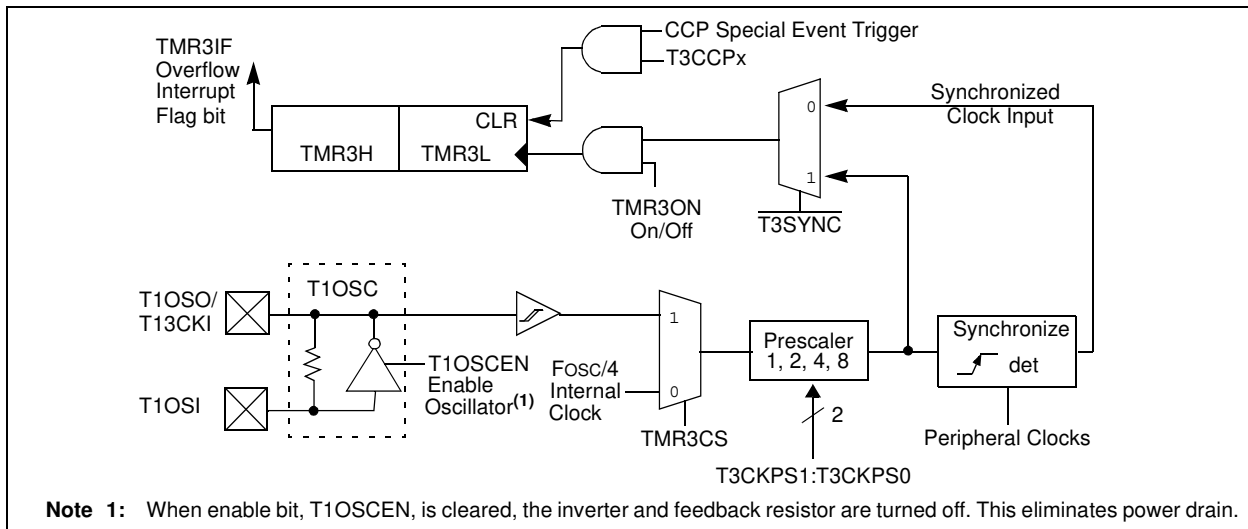 CCP Special Event Trigger
T3CCPx
TMR3IF
Overflow
Interrupt
Flag bit
CLR
TMR3H
TMR3L
0
1
Synchronized
Clock Input
TMR3ON
On/Off
T3SYNC
T1OSO/
T13CKI
T1OSC
T1OSCEN
Enable
Oscillator(1)
T1OSI
FOSC/4
Internal
Clock
1
0
TMR3CS
Prescaler
1, 2, 4, 8
2
T3CKPS1:T3CKPS0
Synchronize
det
Peripheral Clocks
Note 1: When enable bit, T1OSCEN, is cleared, the inverter and feedback resistor are turned off. This eliminates power drain.